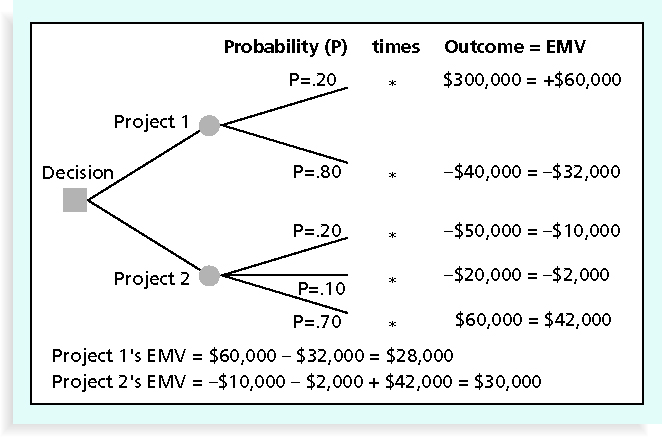 Probability (P) times Outcome = EMV
P=.20 * $300,000 = +$60,000
Project 1
P=.80 * –$40,000 = –$32,000
Decision
P=.20 * –$50,000 = –$10,000
Project 2
P=.10 * –$20,000 = –$2,000
P=.70 * $60,000 = $42,000
Project 1's EMV = $60,000 – $32,000 = $28,000
Project 2's EMV = –$10,000 – $2,000 + $42,000 = $30,000